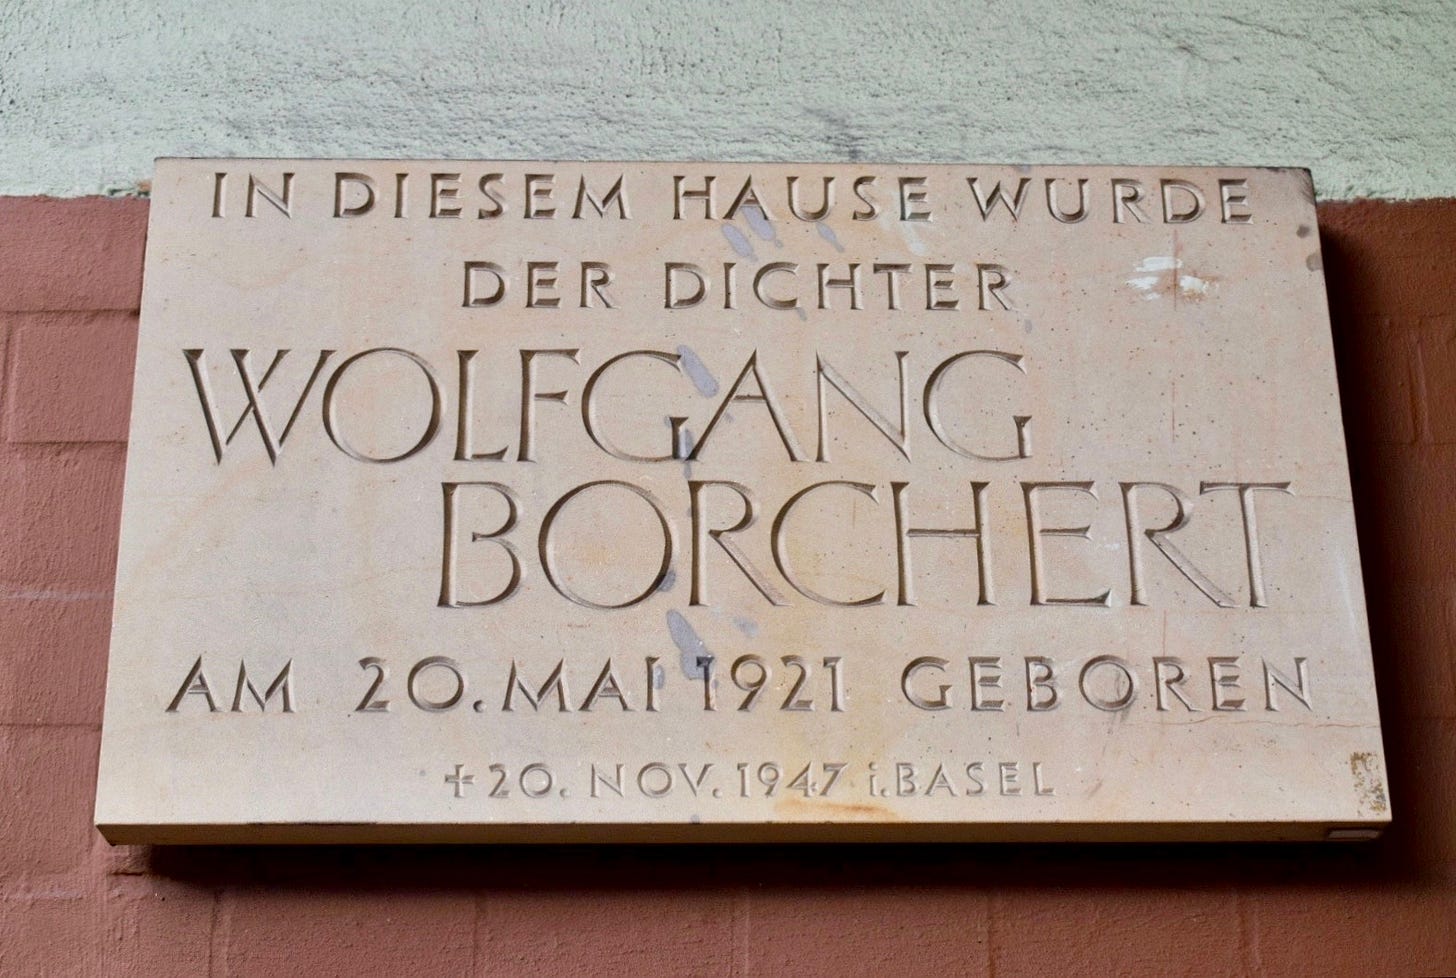 IN DIESEM HAUSE WURDE
DER DICHTER
WOLFGANG
BORCHERT
AM 20. MAI 1921 GEBOREN
+ 20. NOV. 1947 i. BASEL